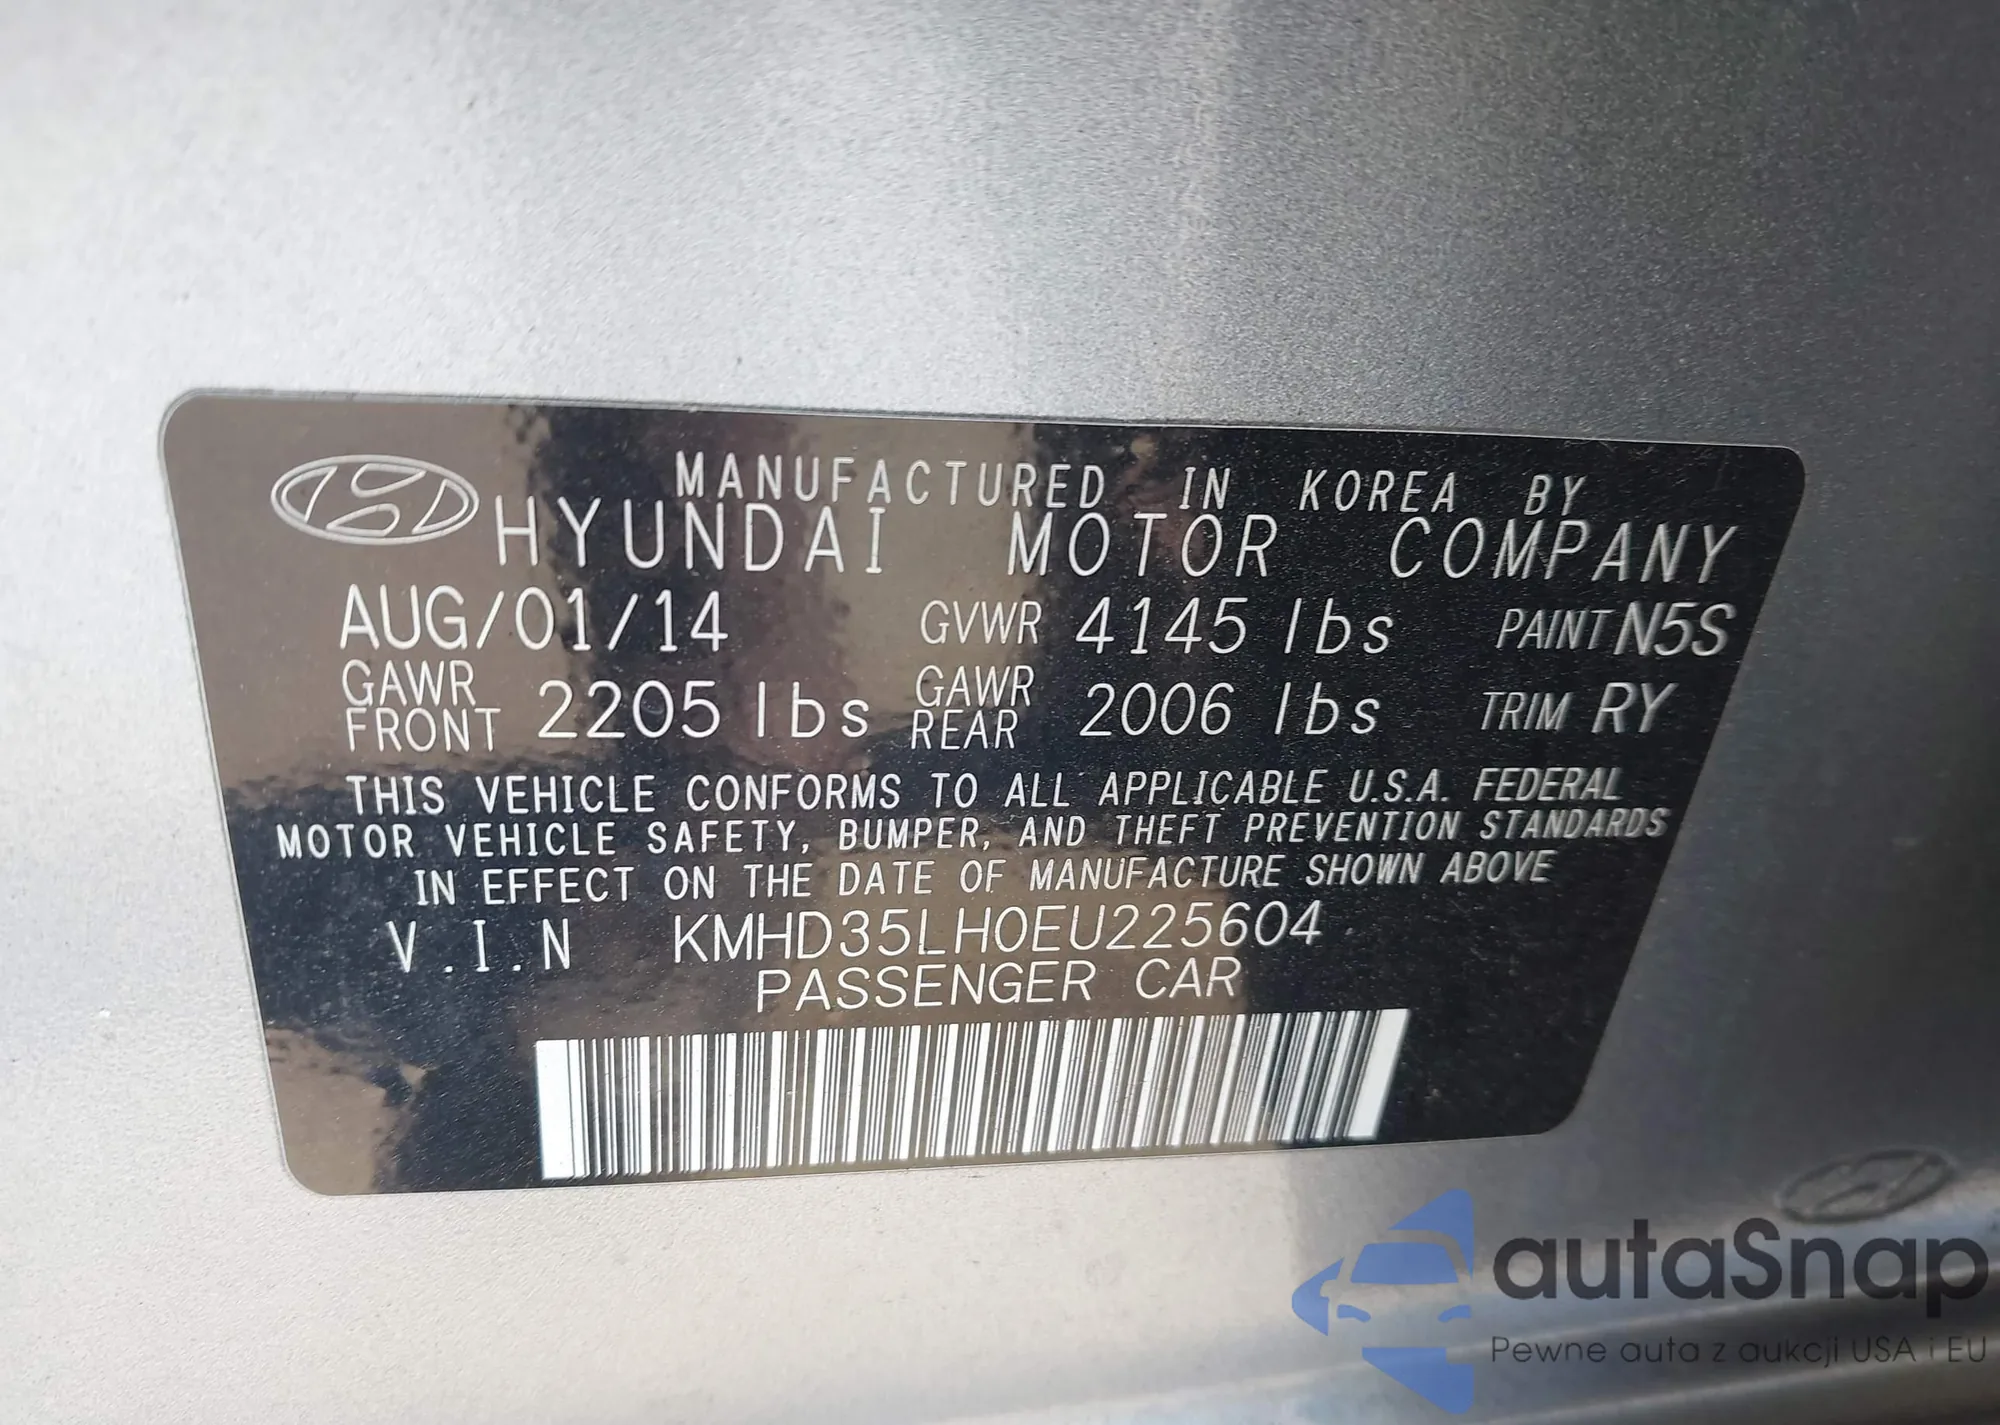 MANUFACTURED IN KOREA BY
HYUNDAI MOTOR COMPANY
AUG/01/14 GVWR 4145 lbs PAINT N5S
GAWR FRONT 2205 lbs GAWR REAR 2006 lbs TRIM RY
THIS VEHICLE CONFORMS TO ALL APPLICABLE U.S.A. FEDERAL
MOTOR VEHICLE SAFETY, BUMPER, AND THEFT PREVENTION STANDARDS
IN EFFECT ON THE DATE OF MANUFACTURE SHOWN ABOVE
V.I.N KMHD35LH0EU225604
PASSENGER CAR
autaSnap
Pewne auta z aukcji USA i EU